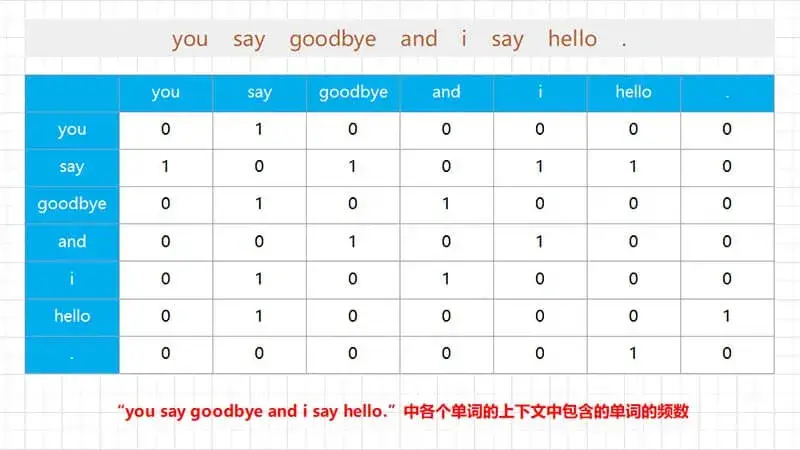 you say goodbye and i say hello .
you say goodbye and i hello .
you 0 1 0 0 0 0 0
say 1 0 1 0 1 1 0
goodbye 0 1 0 1 0 0 0
and 0 0 1 0 1 0 0
i 0 1 0 1 0 0 0
hello 0 1 0 0 0 0 1
. 0 0 0 0 0 1 0
“you say goodbye and i say hello.”中各个单词的上下文中包含的单词的频数